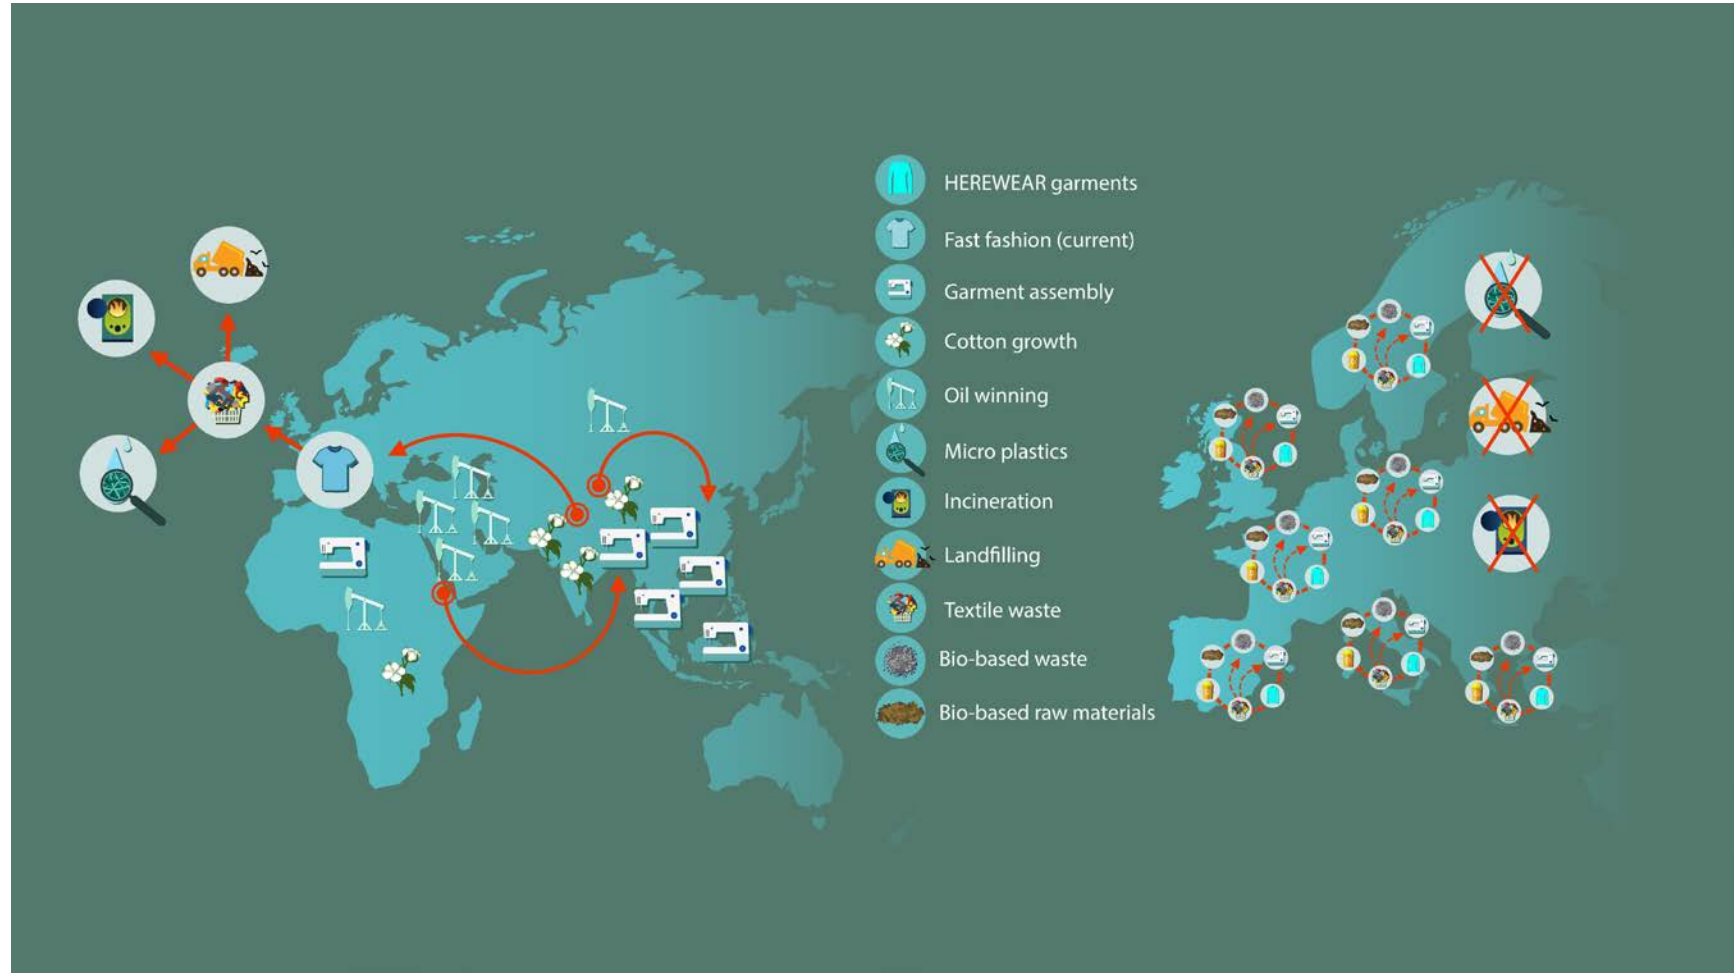 HEREWEAR garments
Fast fashion (current)
Garment assembly
Cotton growth
Oil winning
Micro plastics
Incineration
Landfilling
Textile waste
Bio-based waste
Bio-based raw materials